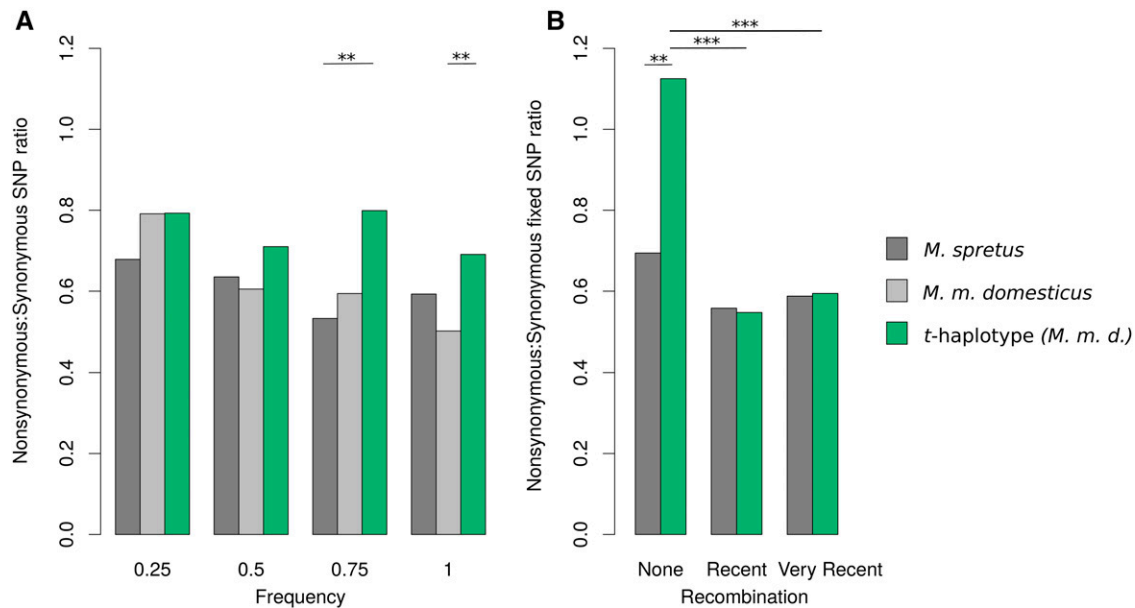 A
Nonsynonymous:Synonymous SNP ratio
1.2
1.0
0.8
0.6
0.4
0.2
0.0
**
**
0.25 0.5 0.75 1
Frequency
B
Nonsynonymous:Synonymous fixed SNP ratio
1.2
1.0
0.8
0.6
0.4
0.2
0.0
***
***
**
None Recent Very Recent
Recombination
M. spretus
M. m. domesticus
t-haplotype (M. m. d.)